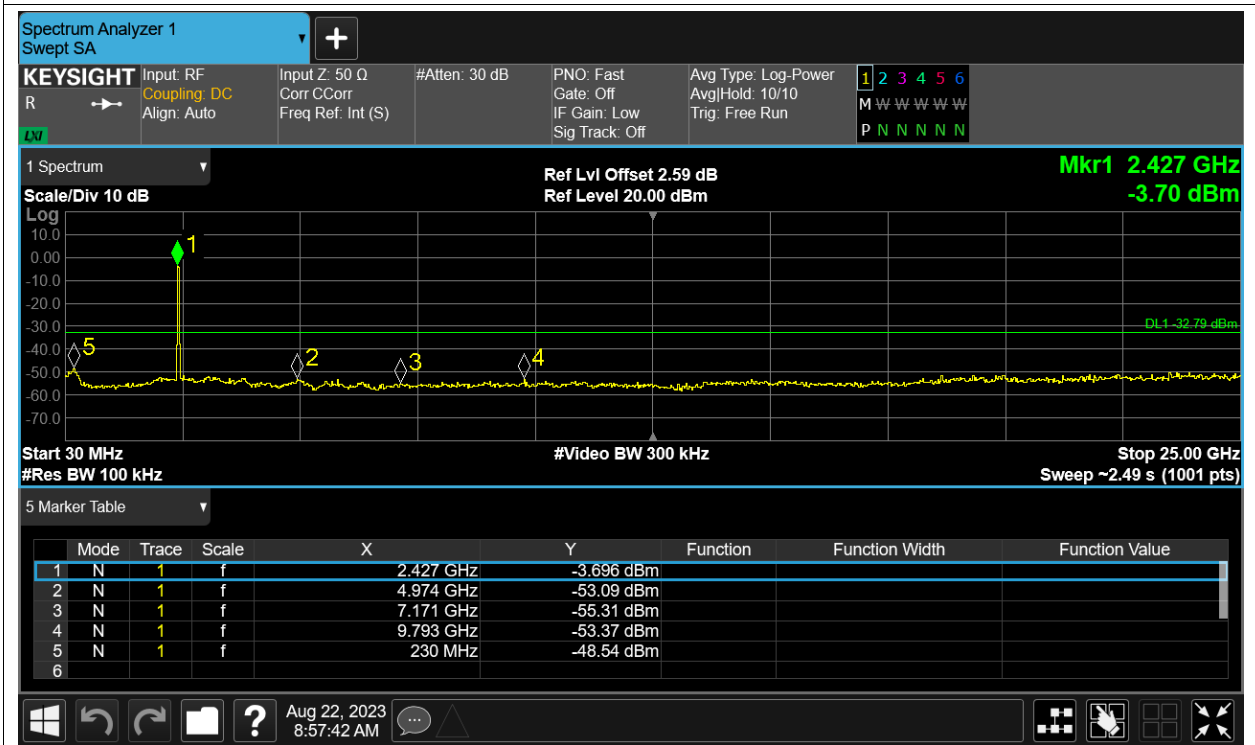 Spectrum Analyzer 1
Swept SA
KEYSIGHT Input: RF Input Z: 50 Ω #Atten: 30 dB PNO: Fast Avg Type: Log-Power 1 2 3 4 5 6
R Coupling: DC Corr CCorr Gate: Off Avg|Hold: 10/10 M W W W W W
Align: Auto Freq Ref: Int (S) IF Gain: Low Trig: Free Run
LXI Sig Track: Off P N N N N N
1 Spectrum Ref Lvl Offset 2.59 dB Mkr1 2.427 GHz
Scale/Div 10 dB Ref Level 20.00 dBm -3.70 dBm
Log
10.0 1
0.00
-10.0
-20.0
-30.0 DL1 -32.79 dBm
-40.0 5 2 3 4
-50.0
-60.0
-70.0
Start 30 MHz #Video BW 300 kHz Stop 25.00 GHz
#Res BW 100 kHz Sweep ~2.49 s (1001 pts)
5 Marker Table
Mode Trace Scale X Y Function Function Width Function Value
1 N 1 f 2.427 GHz -3.696 dBm
2 N 1 f 4.974 GHz -53.09 dBm
3 N 1 f 7.171 GHz -55.31 dBm
4 N 1 f 9.793 GHz -53.37 dBm
5 N 1 f 230 MHz -48.54 dBm
6
? Aug 22, 2023
8:57:42 AM